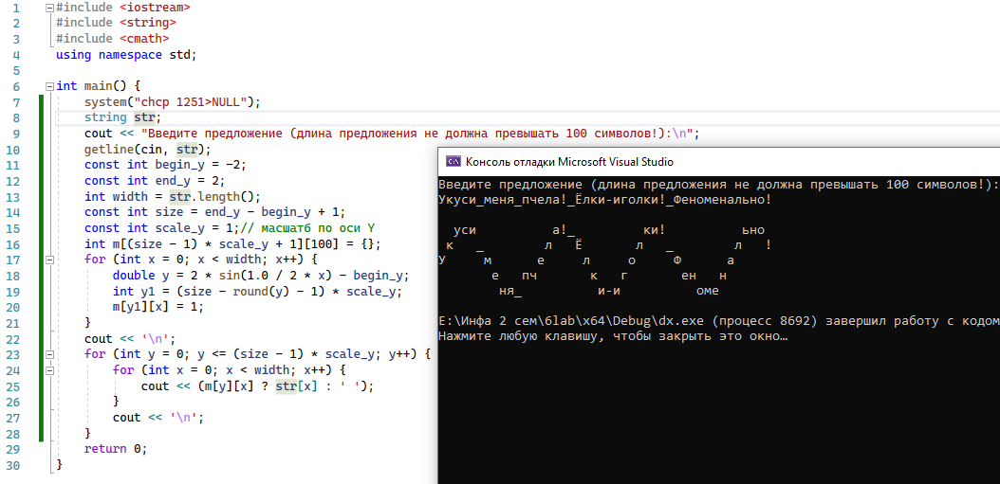 1 #include <iostream>
2 #include <string>
3 #include <cmath>
4 using namespace std;
5
6 int main() {
7 system("chcp 1251>NULL");
8 string str;
9 cout << "Введите предложение (длина предложения не должна превышать 100 символов!):\n";
10 getline(cin, str);
11 const int begin_y = -2;
12 const int end_y = 2;
13 int width = str.length();
14 const int size = end_y - begin_y + 1;
15 const int scale_y = 1;// масшатб по оси Y
16 int m[(size - 1) * scale_y + 1][100] = {};
17 for (int x = 0; x < width; x++) {
18 double y = 2 * sin(1.0 / 2 * x) - begin_y;
19 int y1 = (size - round(y) - 1) * scale_y;
20 m[y1][x] = 1;
21 }
22 cout << '\n';
23 for (int y = 0; y <= (size - 1) * scale_y; y++) {
24 for (int x = 0; x < width; x++) {
25 cout << (m[y][x] ? str[x] : ' ');
26 }
27 cout << '\n';
28 }
29 return 0;
30 }
Консоль отладки Microsoft Visual Studio
Введите предложение (длина предложения не должна превышать 100 символов!):
Укуси_меня_пчела!_Ёлки-иголки!_Феноменально!
  уси          а!_         ки!          ьно
 к   _        л   Ё       л   _        л   !
У     м      е     л     о     Ф      а
       е   пч       к   г       ен   н
        ня_          и-и          оме
E:\Инфа 2 сем\6lab\x64\Debug\dx.exe (процесс 8692) завершил работу с кодом
Нажмите любую клавишу, чтобы закрыть это окно…